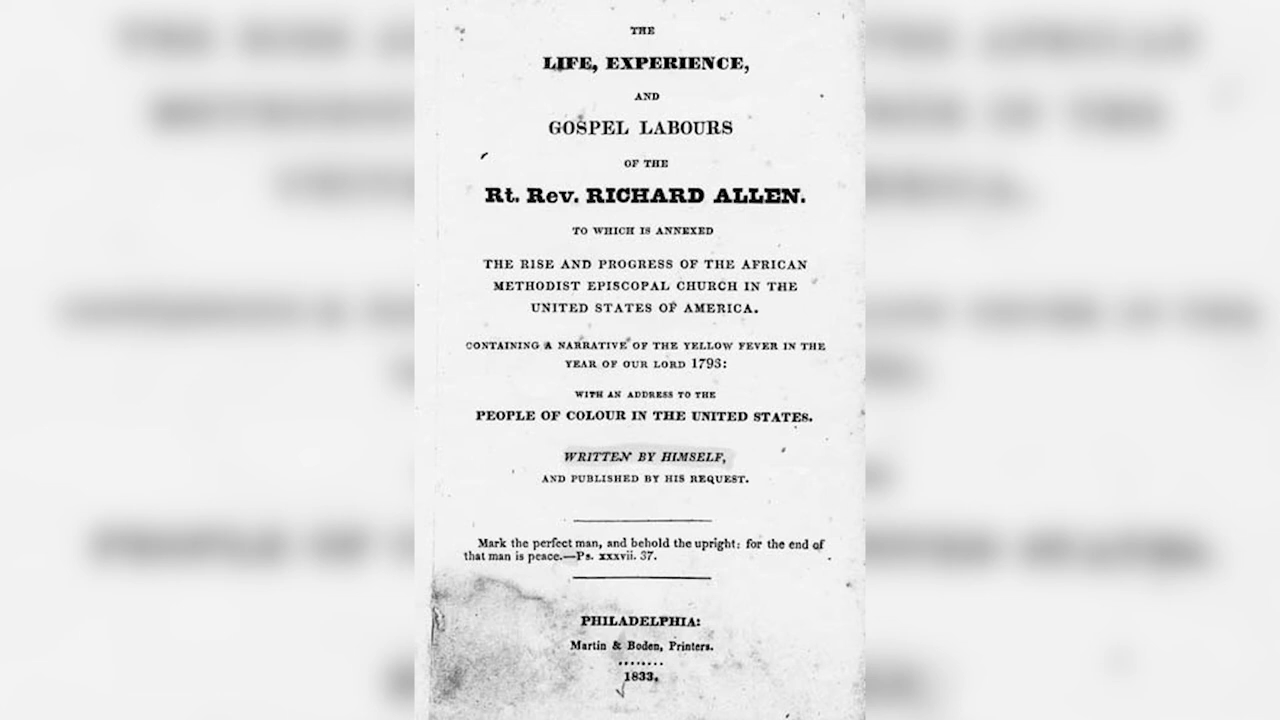 THE
LIFE, EXPERIENCE,
AND
GOSPEL LABOURS
OF THE
Rt. Rev. RICHARD ALLEN.
TO WHICH IS ANNEXED
THE RISE AND PROGRESS OF THE AFRICAN
METHODIST EPISCOPAL CHURCH IN THE
UNITED STATES OF AMERICA.
CONTAINING A NARRATIVE OF THE YELLOW FEVER IN THE
YEAR OF OUR LORD 1793:
WITH AN ADDRESS TO THE
PEOPLE OF COLOUR IN THE UNITED STATES.
WRITTEN BY HIMSELF,
AND PUBLISHED BY HIS REQUEST.
Mark the perfect man, and behold the upright: for the end of
that man is peace.—Ps. xxxvii. 37.
PHILADELPHIA:
Martin & Boden, Printers.
1833.